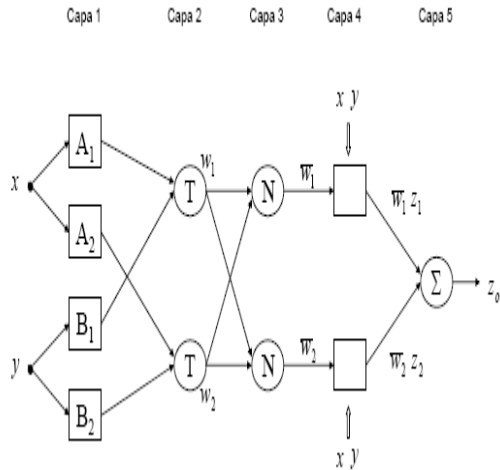 Capa 1 Capa 2 Capa 3 Capa 4 Capa 5
x y
A₁
w₁ w̅₁
x T N w̅₁ z₁
A₂
Σ z₀
B₁
w̅₂ w̅₂ z₂
y T N
w₂
B₂
x y